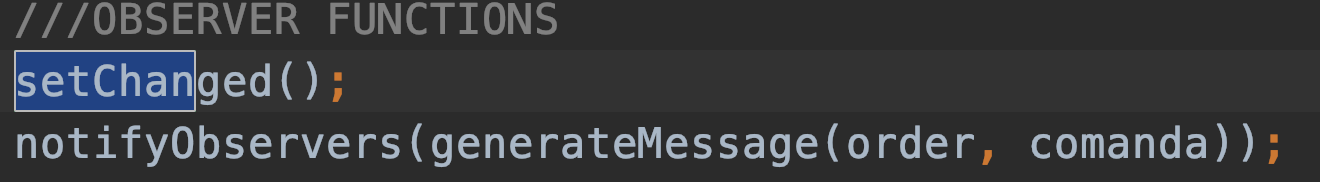 ///OBSERVER FUNCTIONS
setChanged();
notifyObservers(generateMessage(order, comanda));